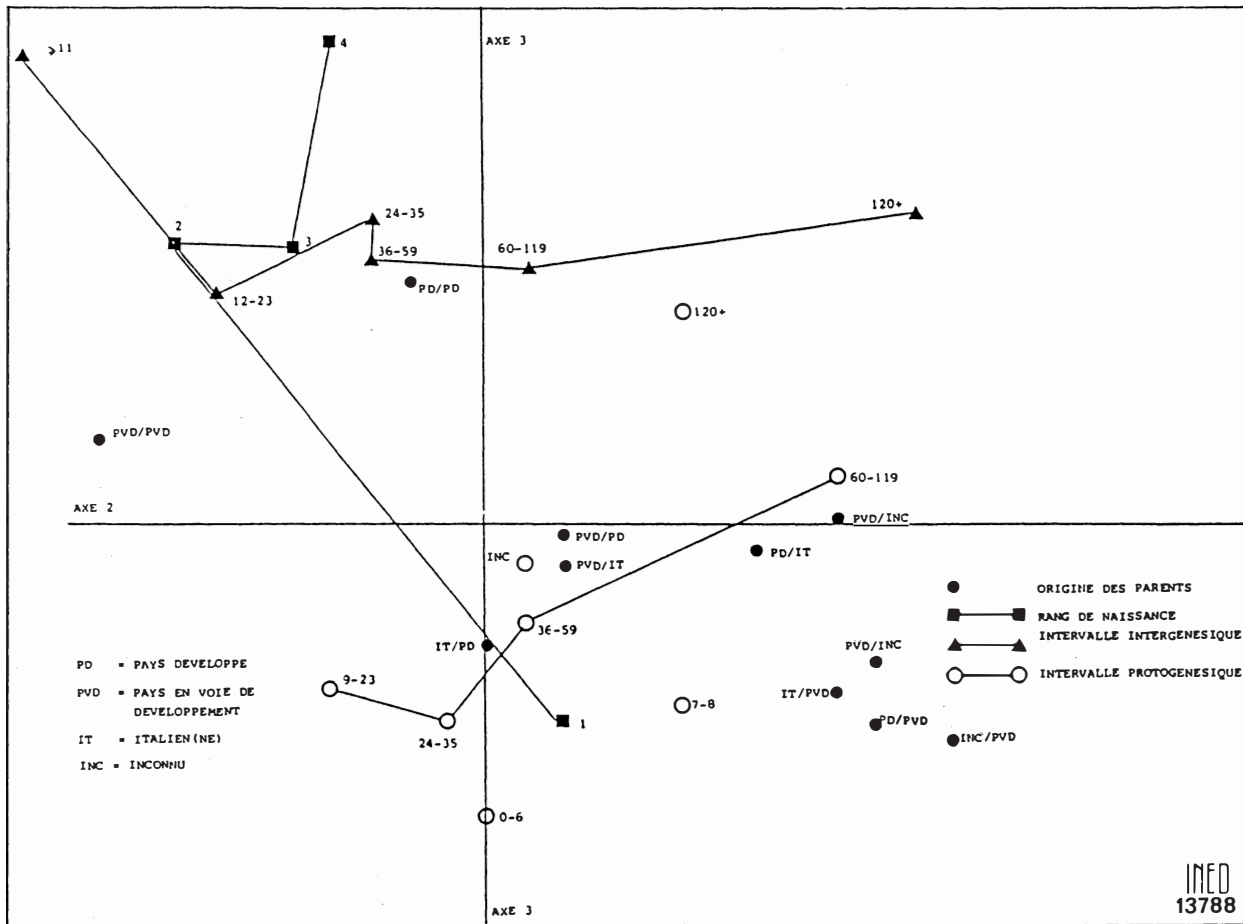 AXE 3
4
⩾11
2
3
24-35
36-59
60-119
120+
12-23
PD/PD
120+
PVD/PVD
60-119
AXE 2
PVD/INC
PVD/PD
PD/IT
INC
PVD/IT
36-59
IT/PD
PVD/INC
9-23
7-8
IT/PVD
1
PD/PVD
24-35
INC/PVD
0-6
PD = PAYS DEVELOPPE
PVD = PAYS EN VOIE DE
DEVELOPPEMENT
IT = ITALIEN(NE)
INC = INCONNU
ORIGINE DES PARENTS
RANG DE NAISSANCE
INTERVALLE INTERGENESIQUE
INTERVALLE PROTOGENESIQUE
AXE 3
INED
13788